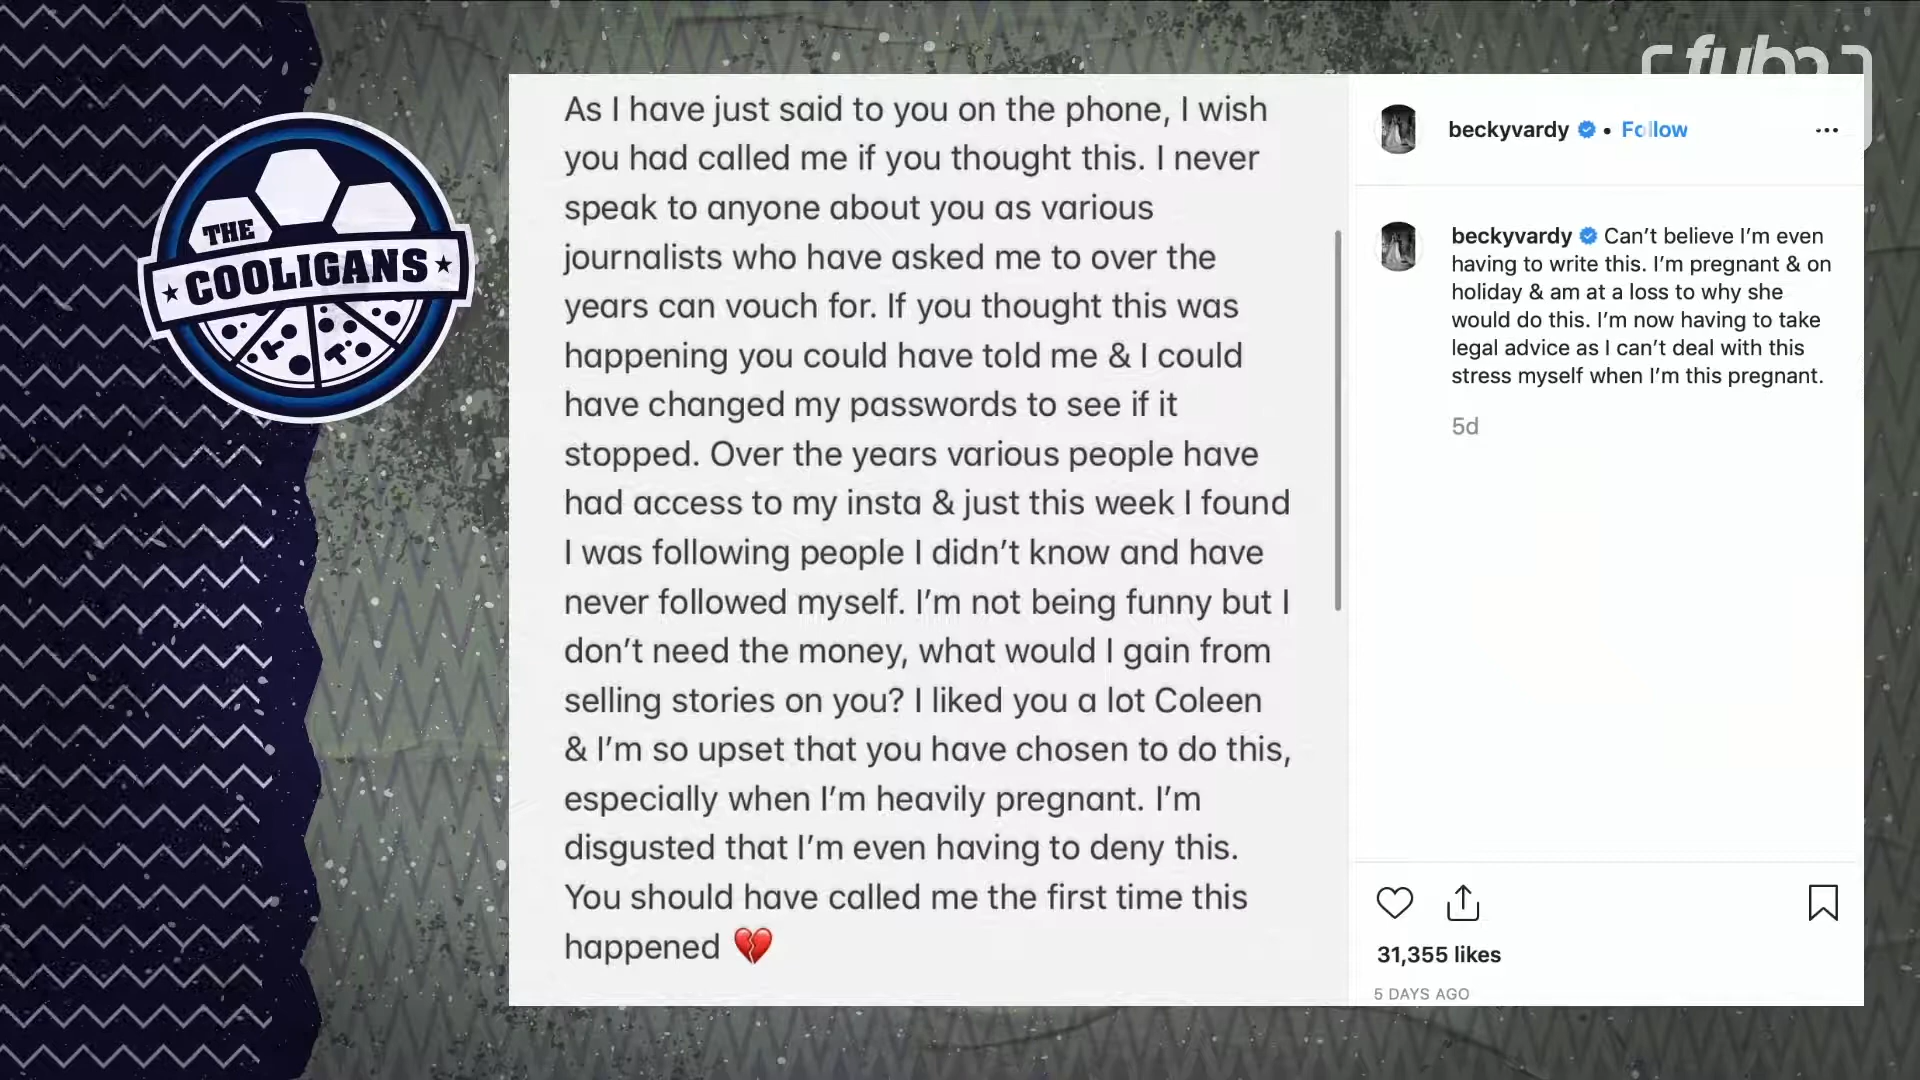 fubo
THE
COOLIGANS
As I have just said to you on the phone, I wish
you had called me if you thought this. I never
speak to anyone about you as various
journalists who have asked me to over the
years can vouch for. If you thought this was
happening you could have told me & I could
have changed my passwords to see if it
stopped. Over the years various people have
had access to my insta & just this week I found
I was following people I didn’t know and have
never followed myself. I’m not being funny but I
don’t need the money, what would I gain from
selling stories on you? I liked you a lot Coleen
& I’m so upset that you have chosen to do this,
especially when I’m heavily pregnant. I’m
disgusted that I’m even having to deny this.
You should have called me the first time this
happened 💔
beckyvardy • Follow
beckyvardy Can’t believe I’m even
having to write this. I’m pregnant & on
holiday & am at a loss to why she
would do this. I’m now having to take
legal advice as I can’t deal with this
stress myself when I’m this pregnant.
5d
31,355 likes
5 DAYS AGO